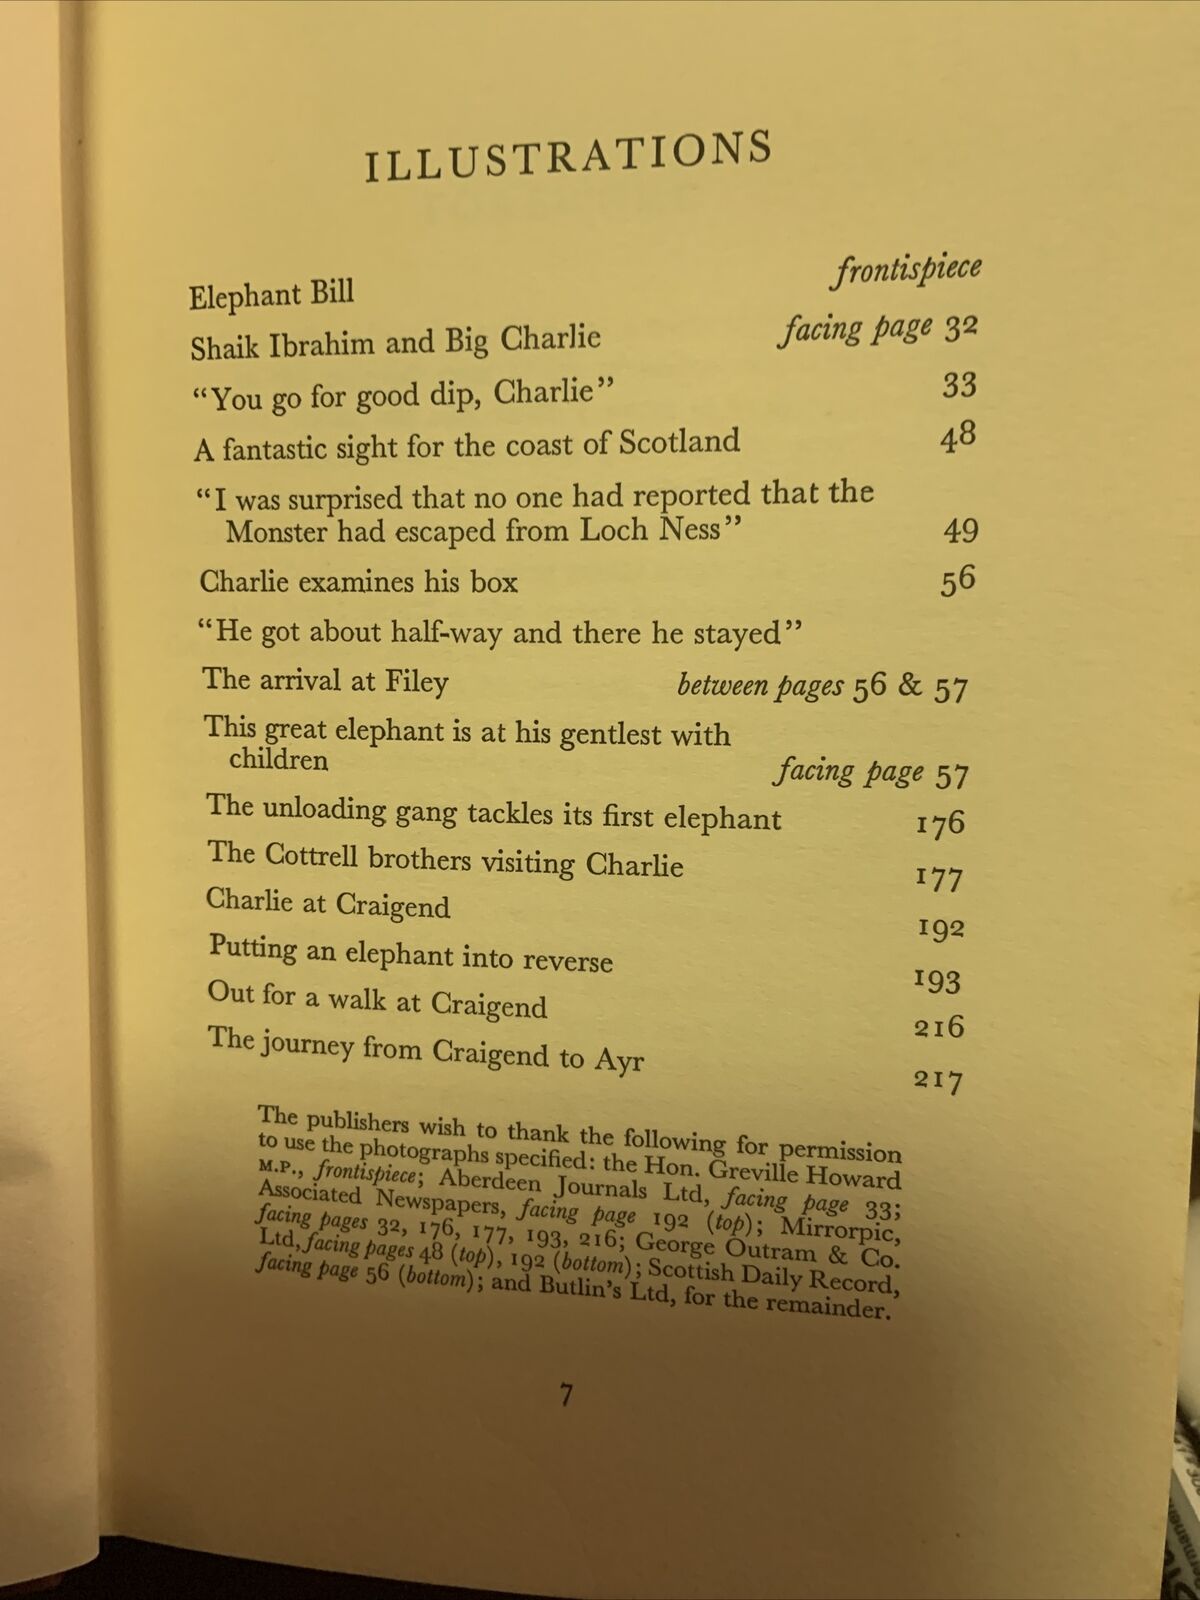 ILLUSTRATIONS
Elephant Bill frontispiece
Shaik Ibrahim and Big Charlie facing page 32
“You go for good dip, Charlie” 33
A fantastic sight for the coast of Scotland 48
“I was surprised that no one had reported that the
Monster had escaped from Loch Ness” 49
Charlie examines his box 56
“He got about half-way and there he stayed”
The arrival at Filey between pages 56 & 57
This great elephant is at his gentlest with
children facing page 57
The unloading gang tackles its first elephant 176
The Cottrell brothers visiting Charlie 177
Charlie at Craigend 192
Putting an elephant into reverse 193
Out for a walk at Craigend 216
The journey from Craigend to Ayr 217
The publishers wish to thank the following for permission
to use the photographs specified: the Hon. Greville Howard
M.P., frontispiece; Aberdeen Journals Ltd, facing page 33;
Associated Newspapers, facing page 192 (top); Mirrorpic,
facing pages 32, 176, 177, 193, 216; George Outram & Co.
Ltd, facing pages 48 (top), 192 (bottom); Scottish Daily Record,
facing page 56 (bottom); and Butlin’s Ltd, for the remainder.
7